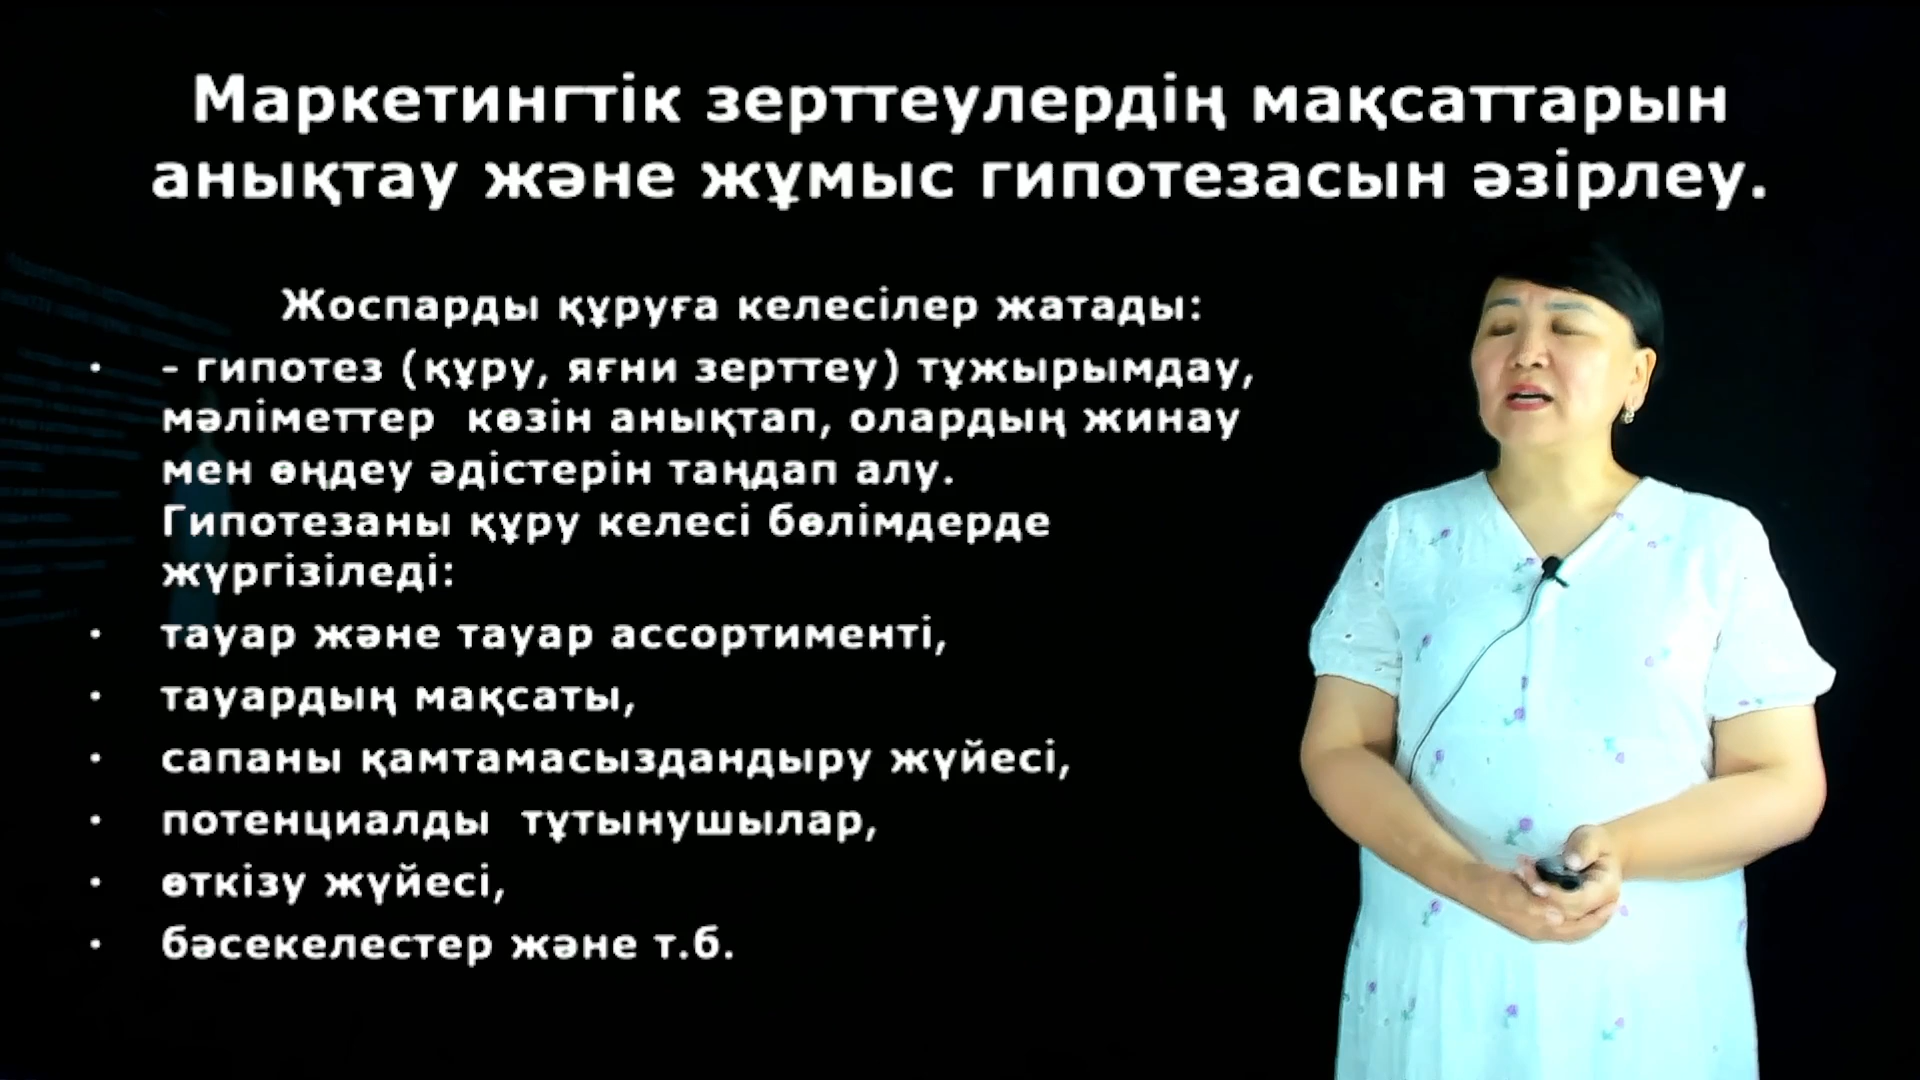 Маркетингтік зерттеулердің мақсаттарын
анықтау және жұмыс гипотезасын әзірлеу.
Жоспарды құруға келесілер жатады:
• - гипотез (құру, яғни зерттеу) тұжырымдау,
мәліметтер көзін анықтап, олардың жинау
мен өңдеу әдістерін таңдап алу.
Гипотезаны құру келесі бөлімдерде
жүргізіледі:
• тауар және тауар ассортименті,
• тауардың мақсаты,
• сапаны қамтамасыздандыру жүйесі,
• потенциалды тұтынушылар,
• өткізу жүйесі,
• бәсекелестер және т.б.